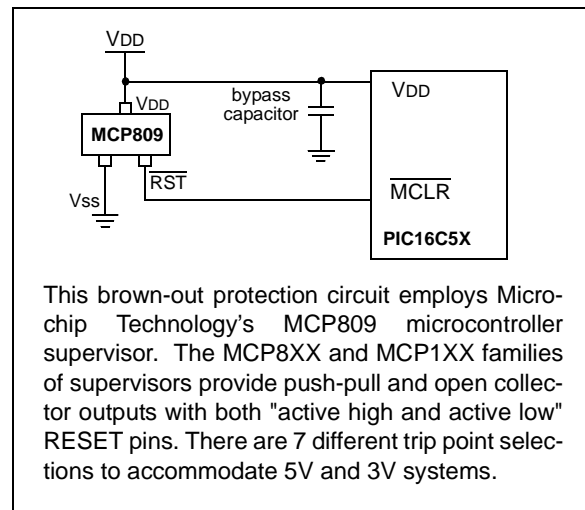 VDD
VDD
bypass
capacitor
VDD
MCP809
RST
Vss
MCLR
PIC16C5X
This brown-out protection circuit employs Micro-
chip Technology's MCP809 microcontroller
supervisor. The MCP8XX and MCP1XX families
of supervisors provide push-pull and open collec-
tor outputs with both "active high and active low"
RESET pins. There are 7 different trip point selec-
tions to accommodate 5V and 3V systems.